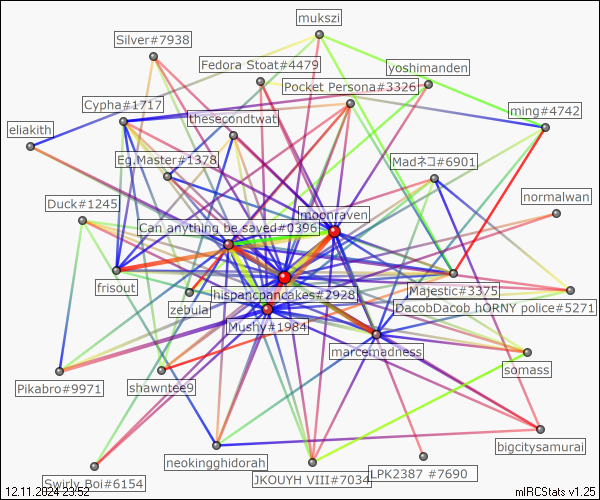 mukszi
Silver#7938
Fedora Stoat#4479
yoshimanden
Pocket Persona#3326
Cypha#1717
ming#4742
thesecondtwat
eliakith
Eg.Master#1378
Madネコ#6901
normalwan
Duck#1245
moonraven
Can anything be saved#0396
frisout
Majestic#3375
hispancpancakes#2928
zebula
DacobDacob hORNY police#5271
Mushy#1984
marcemadness
somass
Pikabro#9971
shawntee9
bigcitysamurai
neokingghidorah
LPK2387 #7690
JKOUYH VIII#7034
Swirly Boi#6154
12.11.2024 23:52
mIRCStats v1.25